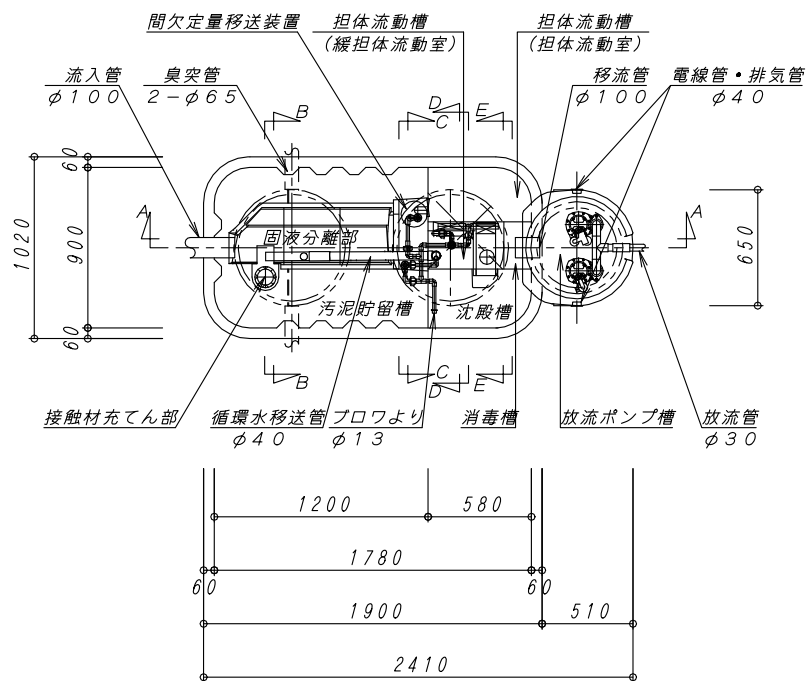 間欠定量移送装置
担体流動槽
(緩担体流動室)
担体流動槽
(担体流動室)
流入管
φ100
臭突管
2-φ65
移流管
φ100
電線管・排気管
φ40
B
D
C
E
A
A
60
900
60
1020
650
固液分離部
汚泥貯留槽
沈殿槽
B
C
D
E
接触材充てん部
循環水移送管
φ40
ブロワより
φ13
消毒槽
放流ポンプ槽
放流管
φ30
1200
580
1780
60
60
1900
510
2410